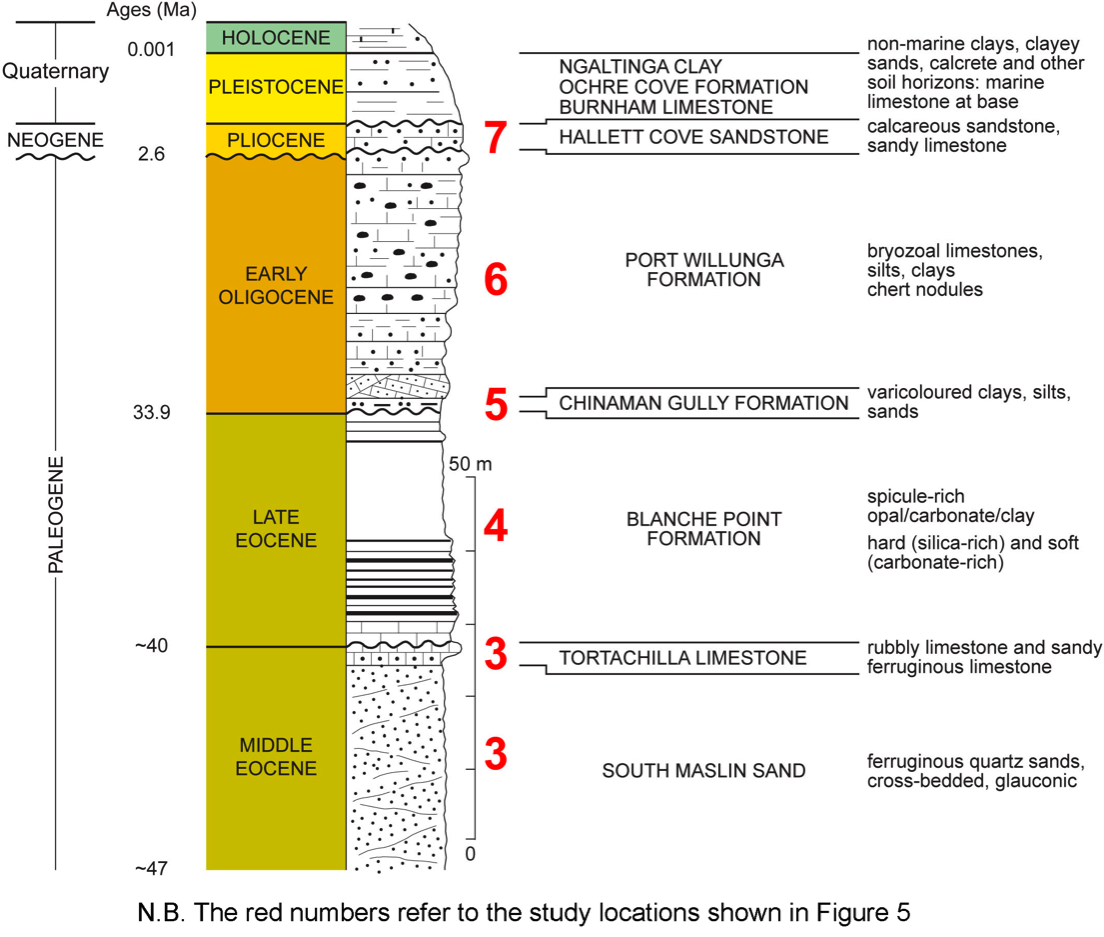 Ages (Ma)
HOLOCENE
0.001
Quaternary
PLEISTOCENE
NGALTINGA CLAY
OCHRE COVE FORMATION
BURNHAM LIMESTONE
non-marine clays, clayey
sands, calcrete and other
soil horizons: marine
limestone at base
NEOGENE
PLIOCENE
2.6
7
HALLETT COVE SANDSTONE
calcareous sandstone,
sandy limestone
EARLY
OLIGOCENE
6
PORT WILLUNGA
FORMATION
bryozoal limestones,
silts, clays
chert nodules
33.9
5
CHINAMAN GULLY FORMATION
varicoloured clays, silts,
sands
PALEOGENE
50 m
LATE
EOCENE
4
BLANCHE POINT
FORMATION
spicule-rich
opal/carbonate/clay
hard (silica-rich) and soft
(carbonate-rich)
~40
3
TORTACHILLA LIMESTONE
rubbly limestone and sandy
ferruginous limestone
MIDDLE
EOCENE
3
SOUTH MASLIN SAND
ferruginous quartz sands,
cross-bedded, glauconic
0
~47
N.B. The red numbers refer to the study locations shown in Figure 5